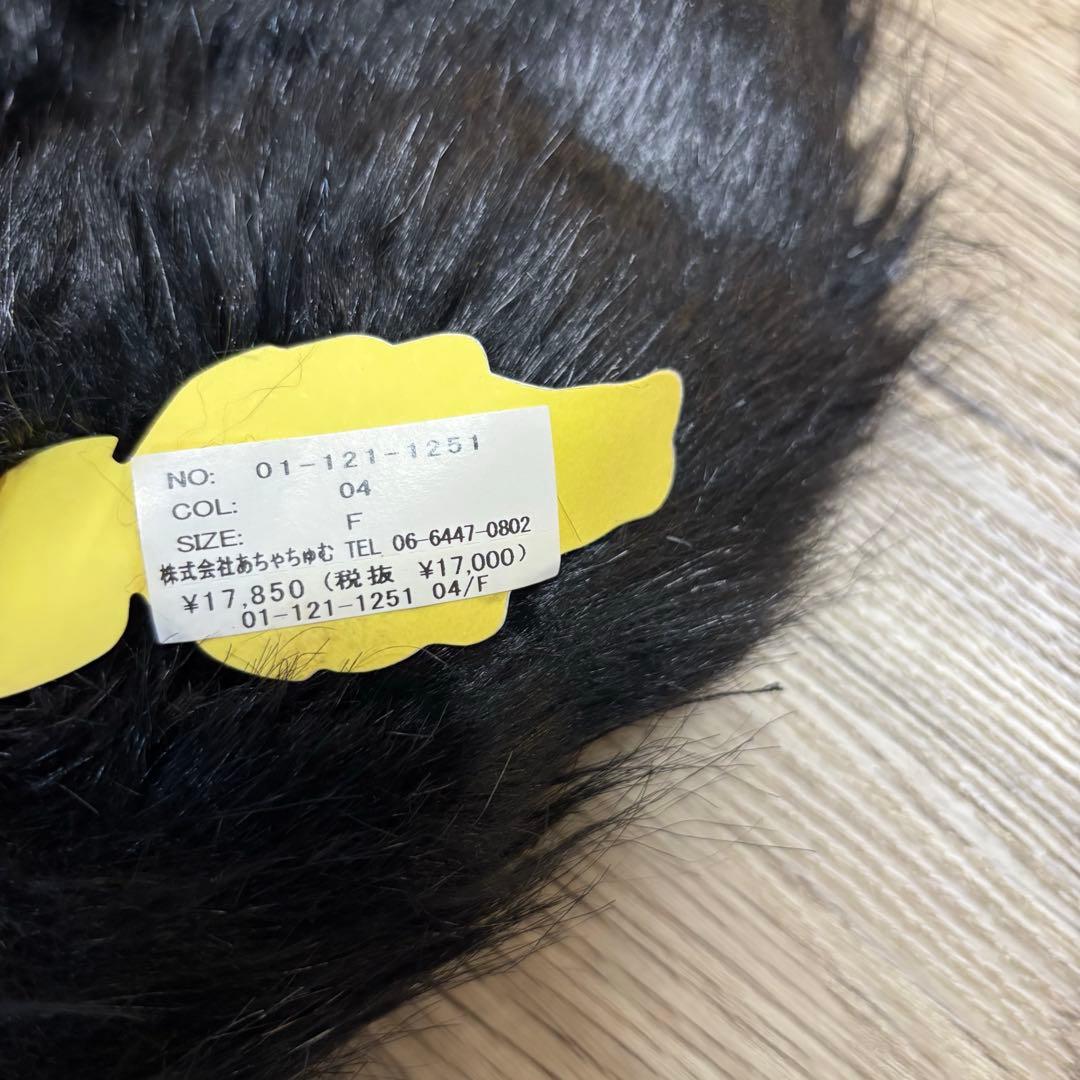 NO: 01-121-1251
COL: 04
SIZE: F
株式会社あちゃちゅむ TEL 06-6447-0802
¥17,850 (税抜 ¥17,000)
01-121-1251 04/F